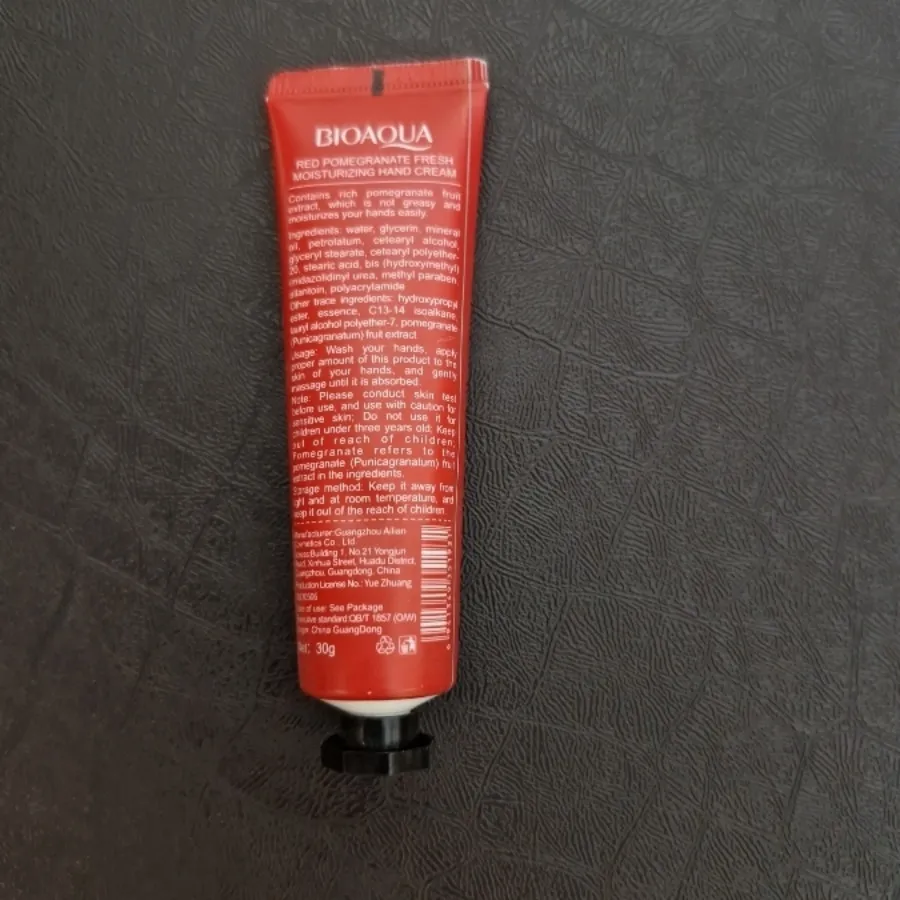 BIOAQUA
RED POMEGRANATE FRESH
MOISTURIZING HAND CREAM
Contains rich pomegranate fruit
extract, which is not greasy and
moisturizes your hands easily.
Ingredients: water, glycerin, mineral
oil, petrolatum, cetearyl alcohol,
glyceryl stearate, cetearyl polyether-
20, stearic acid, bis (hydroxymethyl)
imidazolidinyl urea, methyl paraben,
allantoin, polyacrylamide
Other trace ingredients: hydroxypropyl
ester, essence, C13-14 isoalkane,
lauryl alcohol polyether-7, pomegranate
(Punicagranatum) fruit extract
Usage: Wash your hands, apply
proper amount of this product to the
skin of your hands, and gently
massage until it is absorbed.
Note: Please conduct skin test
before use, and use with caution for
sensitive skin; Do not use it for
children under three years old; Keep
out of reach of children,
Pomegranate refers to the
pomegranate (Punicagranatum) fruit
extract in the ingredients.
Storage method: Keep it away from
light and at room temperature, and
keep it out of the reach of children
Manufacturer:Guangzhou Ailian
Cosmetics Co., Ltd.
Building 1, No.21 Yongjun
Road, Xinhua Street, Huadu District,
Guangzhou, Guangdong, China
Production License No.: Yue Zhuang
of use: See Package
Executive standard:QB/T 1857 (O/W)
China GuangDong
Net: 30g